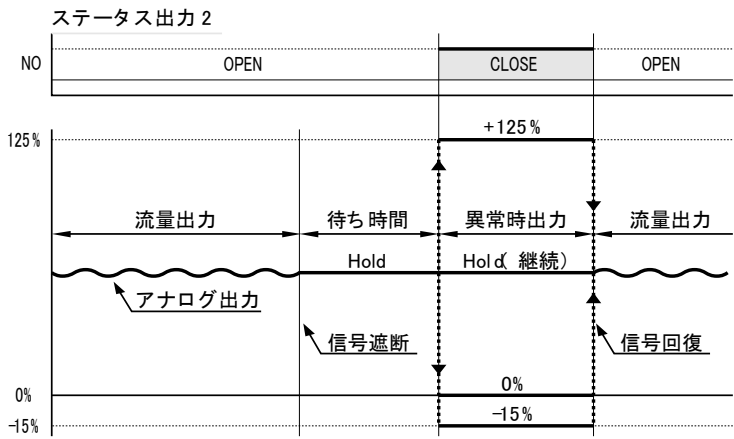 ステータス出力 2
NO
OPEN
CLOSE
OPEN
125%
+125%
流量出力
待ち時間
異常時出力
流量出力
Hold
Hold( 継続)
アナログ出力
信号遮断
信号回復
0%
0%
-15%
-15%